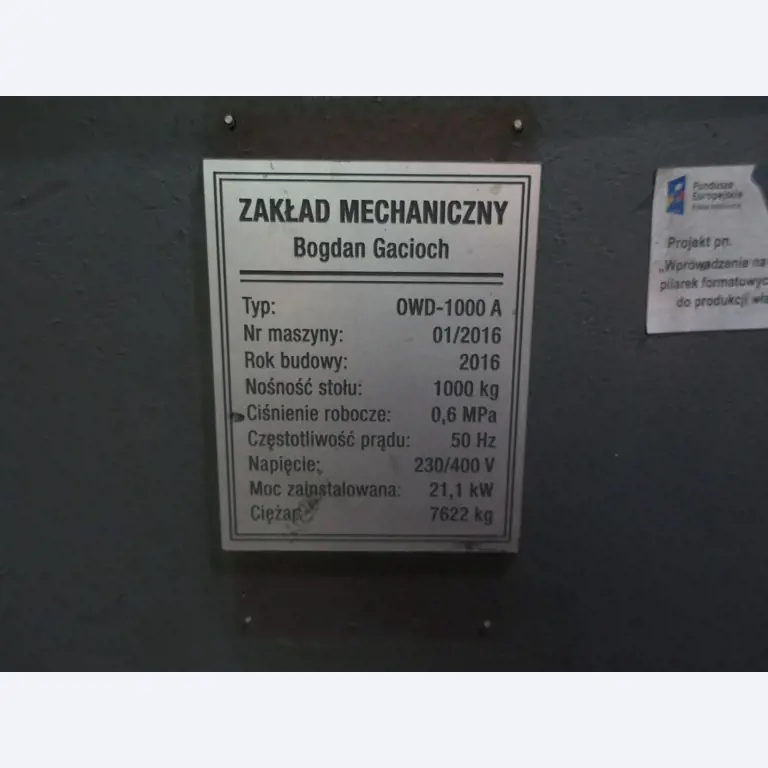 ZAKŁAD MECHANICZNY
Bogdan Gacioch
Typ: OWD-1000 A
Nr maszyny: 01/2016
Rok budowy: 2016
Nośność stołu: 1000 kg
Ciśnienie robocze: 0,6 MPa
Częstotliwość prądu: 50 Hz
Napięcie: 230/400 V
Moc zainstalowana: 21,1 kW
Ciężar: 7622 kg
Fundusze
Europejskie
Projekt pn.
„Wprowadzenie na
pilarek formatowyc
do produkcji wła